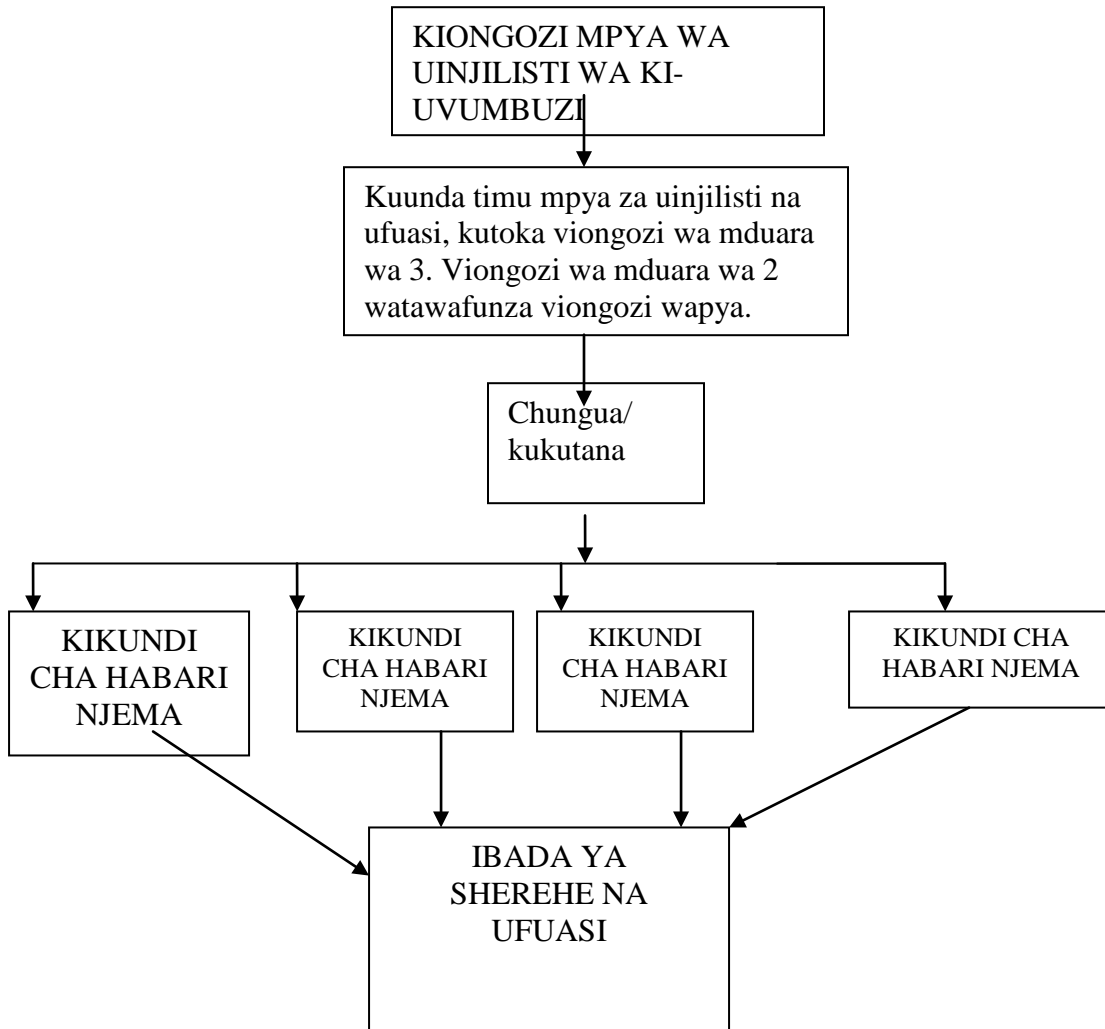 KIONGOZI MPYA WA
UINJILISTI WA KI-
UVUMBUZI
Kuunda timu mpya za uinjilisti na
ufuasi, kutoka viongozi wa mduara
wa 3. Viongozi wa mduara wa 2
watawafunza viongozi wapya.
Chungua/
kukutana
KIKUNDI
CHA HABARI
NJEMA
KIKUNDI
CHA HABARI
NJEMA
KIKUNDI
CHA HABARI
NJEMA
KIKUNDI CHA
HABARI NJEMA
IBADA YA
SHEREHE NA
UFUASI